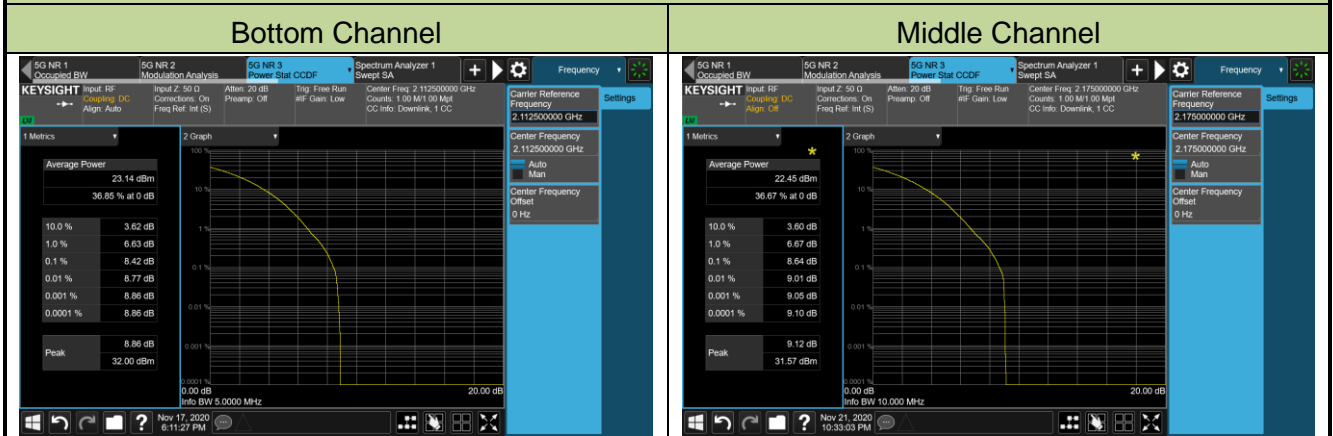 Bottom Channel
Middle Channel
5G NR 1
Occupied BW
5G NR 2
Modulation Analysis
5G NR 3
Power Stat CCDF
Spectrum Analyzer 1
Swept SA
+
Frequency
KEYSIGHT
Input: RF
Coupling: DC
Align: Auto
Input Z: 50 Ω
Corrections: On
Freq Ref: Int (S)
Atten: 20 dB
Preamp: Off
Trig: Free Run
#IF Gain: Low
Center Freq: 2.112500000 GHz
Counts: 1.00 M/1.00 Mpt
CC Info: Downlink, 1 CC
Carrier Reference
Frequency
2.112500000 GHz
Settings
Center Frequency
2.112500000 GHz
Auto
Man
Center Frequency
Offset
0 Hz
1 Metrics
2 Graph
Average Power
23.14 dBm
36.85 % at 0 dB
10.0 % 3.62 dB
1.0 % 6.63 dB
0.1 % 8.42 dB
0.01 % 8.77 dB
0.001 % 8.86 dB
0.0001 % 8.86 dB
Peak
8.86 dB
32.00 dBm
100 %
10 %
1 %
0.1 %
0.01 %
0.001 %
0.0001 %
0.00 dB
20.00 dB
Info BW 5.0000 MHz
?
Nov 17, 2020
6:11:27 PM
5G NR 1
Occupied BW
5G NR 2
Modulation Analysis
5G NR 3
Power Stat CCDF
Spectrum Analyzer 1
Swept SA
+
Frequency
KEYSIGHT
Input: RF
Coupling: DC
Align: Off
Input Z: 50 Ω
Corrections: On
Freq Ref: Int (S)
Atten: 20 dB
Preamp: Off
Trig: Free Run
#IF Gain: Low
Center Freq: 2.175000000 GHz
Counts: 1.00 M/1.00 Mpt
CC Info: Downlink, 1 CC
Carrier Reference
Frequency
2.175000000 GHz
Settings
Center Frequency
2.175000000 GHz
Auto
Man
Center Frequency
Offset
0 Hz
1 Metrics
2 Graph
*
*
Average Power
22.45 dBm
36.67 % at 0 dB
10.0 % 3.60 dB
1.0 % 6.67 dB
0.1 % 8.64 dB
0.01 % 9.01 dB
0.001 % 9.05 dB
0.0001 % 9.10 dB
Peak
9.12 dB
31.57 dBm
100 %
10 %
1 %
0.1 %
0.01 %
0.001 %
0.0001 %
0.00 dB
20.00 dB
Info BW 10.000 MHz
?
Nov 21, 2020
10:33:03 PM